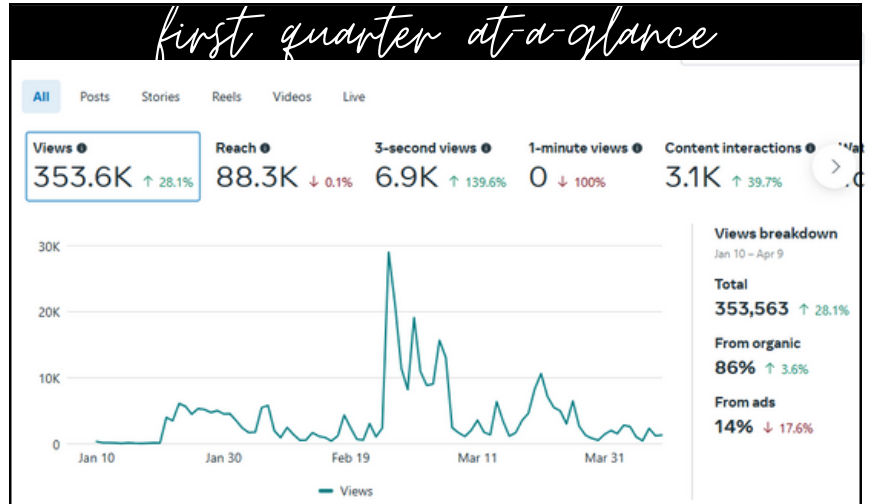 first quarter at-a-glance
All Posts Stories Reels Videos Live
Views Reach 3-second views 1-minute views Content interactions Wat
353.6K ↑ 28.1% 88.3K ↓ 0.1% 6.9K ↑ 139.6% 0 ↓ 100% 3.1K ↑ 39.7%
Views breakdown
Jan 10 – Apr 9
Total
353,563 ↑ 28.1%
From organic
86% ↑ 3.6%
From ads
14% ↓ 17.6%
30K
20K
10K
0
Jan 10 Jan 30 Feb 19 Mar 11 Mar 31
Views